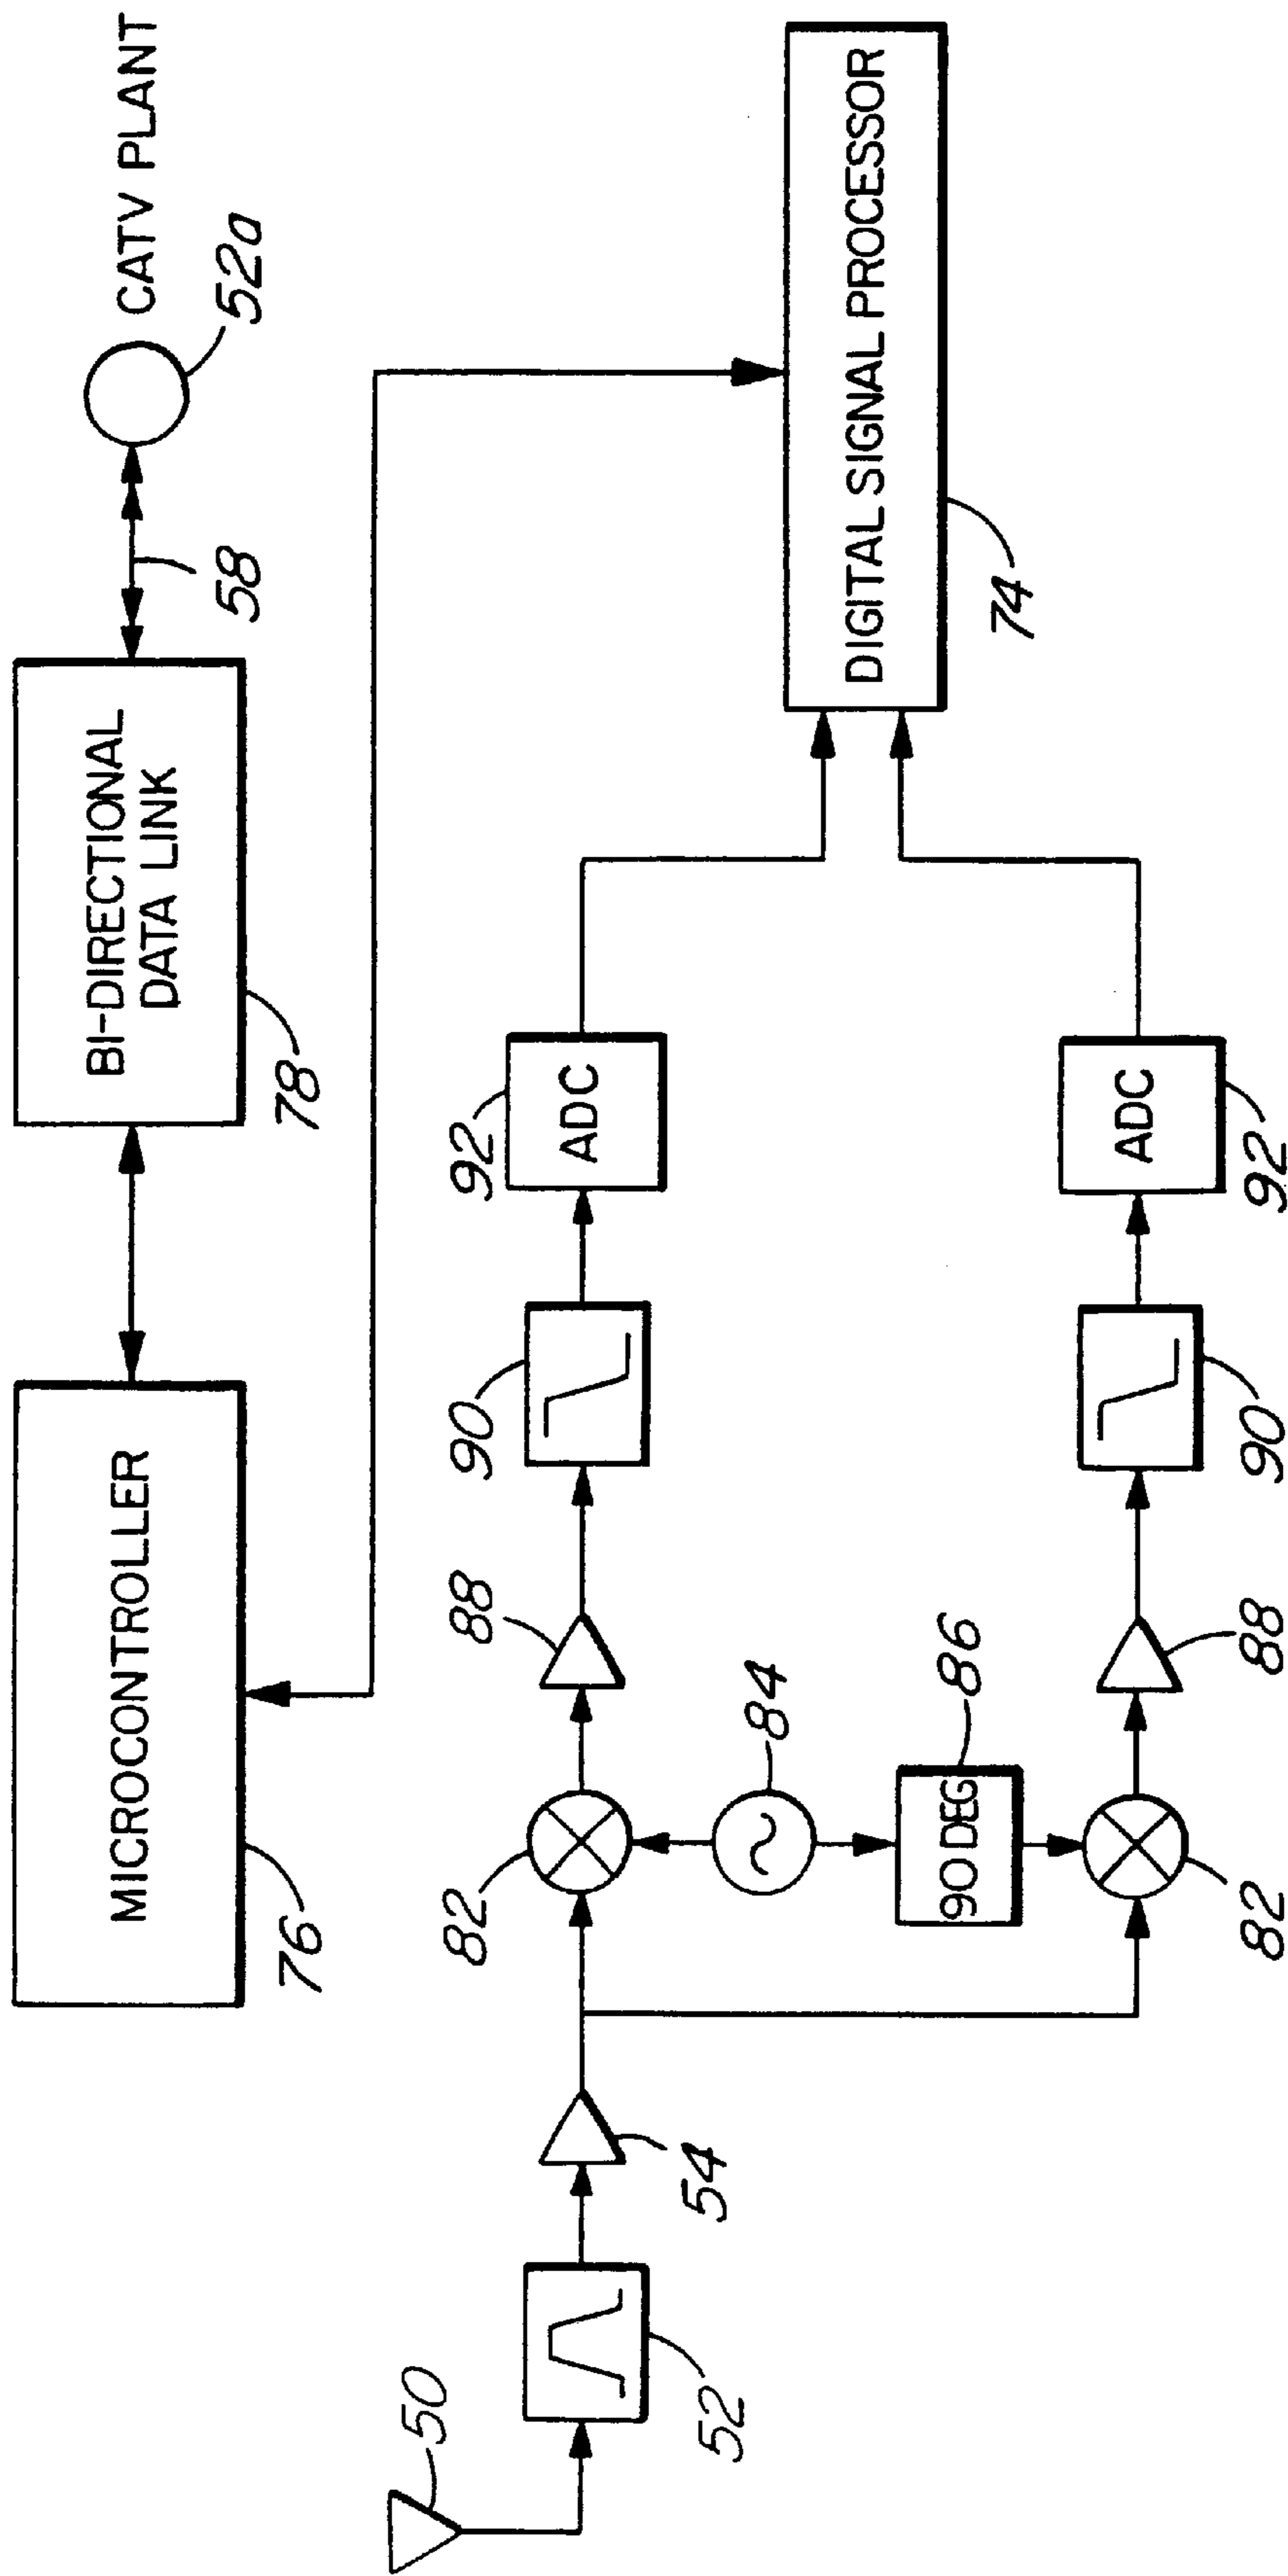 MICROCONTROLLER
76
BI-DIRECTIONAL
DATA LINK
78
58
CATV PLANT
52a
50
52
54
82
84
86
90 DEG
82
88
88
90
90
92
ADC
92
ADC
DIGITAL SIGNAL PROCESSOR
74